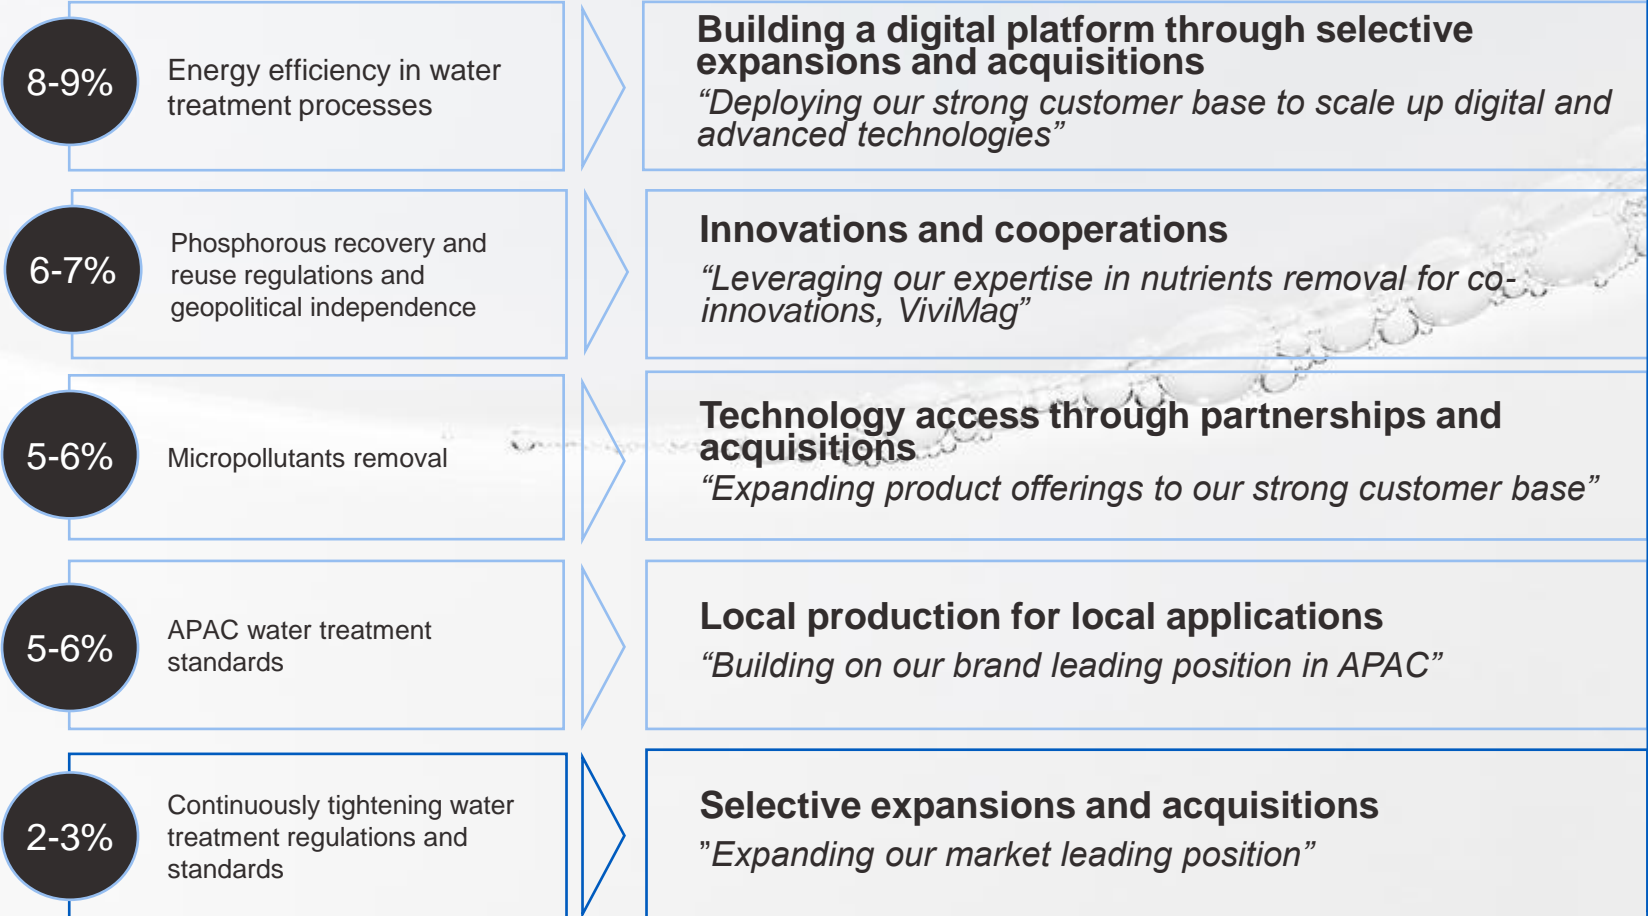 8-9%
Energy efficiency in water
treatment processes
Building a digital platform through selective
expansions and acquisitions
“Deploying our strong customer base to scale up digital and
advanced technologies”
6-7%
Phosphorous recovery and
reuse regulations and
geopolitical independence
Innovations and cooperations
“Leveraging our expertise in nutrients removal for co-
innovations, ViviMag”
5-6%
Micropollutants removal
Technology access through partnerships and
acquisitions
“Expanding product offerings to our strong customer base”
5-6%
APAC water treatment
standards
Local production for local applications
“Building on our brand leading position in APAC”
2-3%
Continuously tightening water
treatment regulations and
standards
Selective expansions and acquisitions
”Expanding our market leading position”